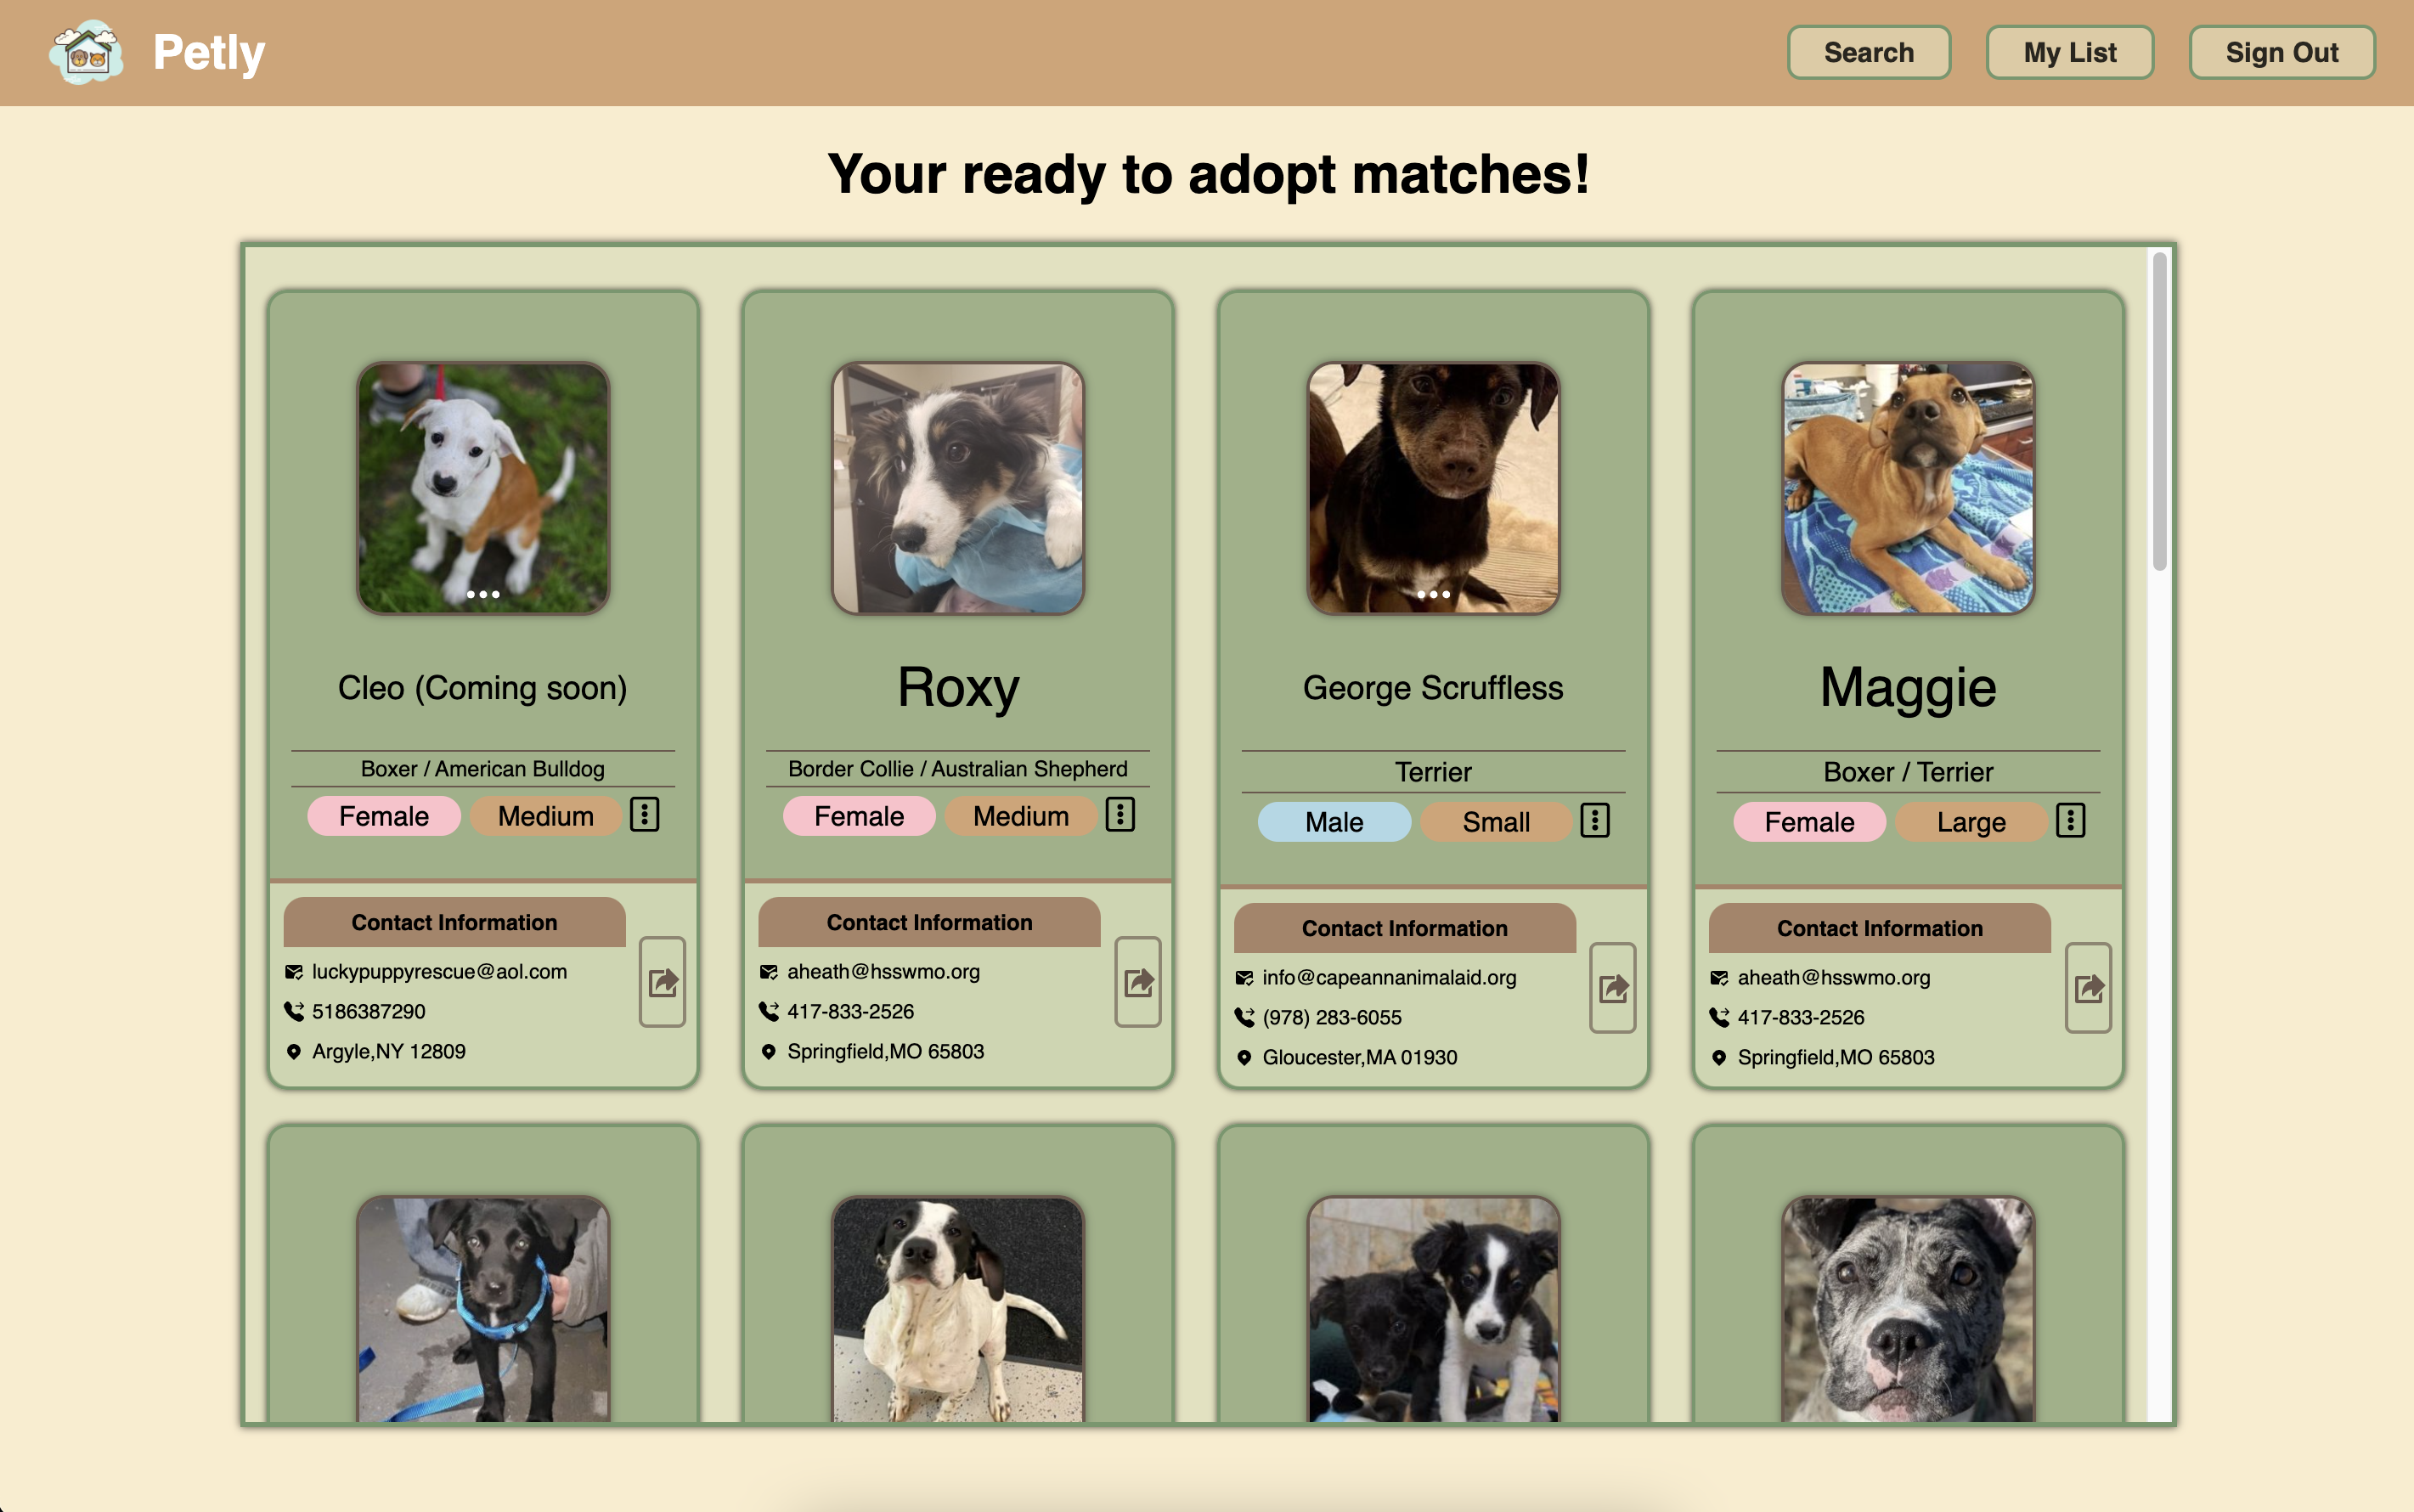 Petly
Search
My List
Sign Out
Your ready to adopt matches!
Cleo (Coming soon)
Boxer / American Bulldog
Female
Medium
Contact Information
luckypuppyrescue@aol.com
5186387290
Argyle,NY 12809
Roxy
Border Collie / Australian Shepherd
Female
Medium
Contact Information
aheath@hsswmo.org
417-833-2526
Springfield,MO 65803
George Scruffless
Terrier
Male
Small
Contact Information
info@capeannanimalaid.org
(978) 283-6055
Gloucester,MA 01930
Maggie
Boxer / Terrier
Female
Large
Contact Information
aheath@hsswmo.org
417-833-2526
Springfield,MO 65803